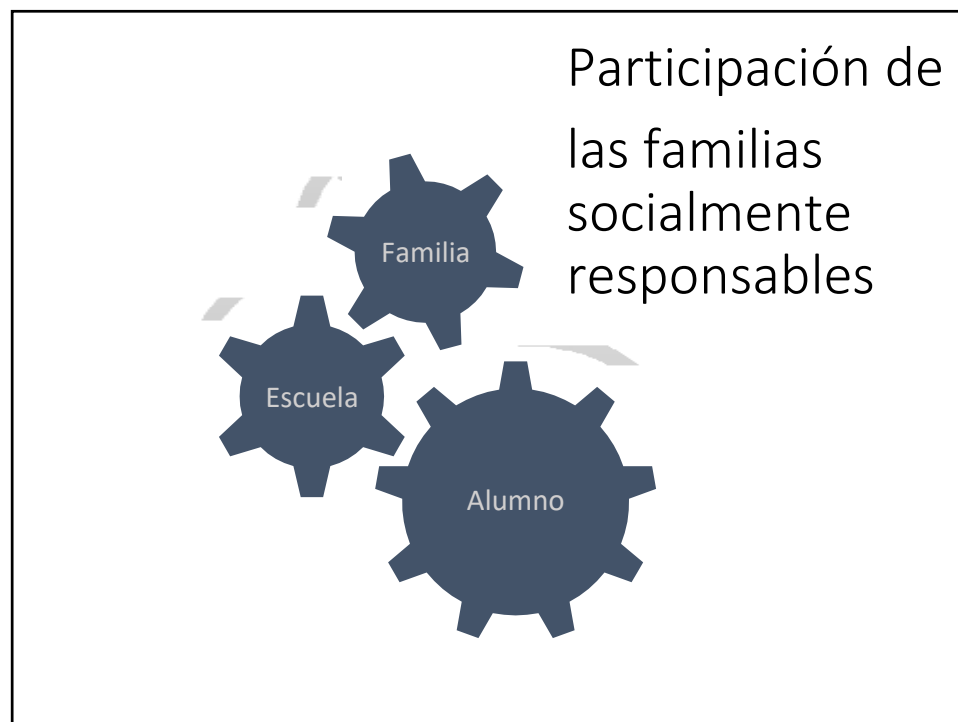 Participación de
las familias
socialmente
responsables
Familia
Escuela
Alumno